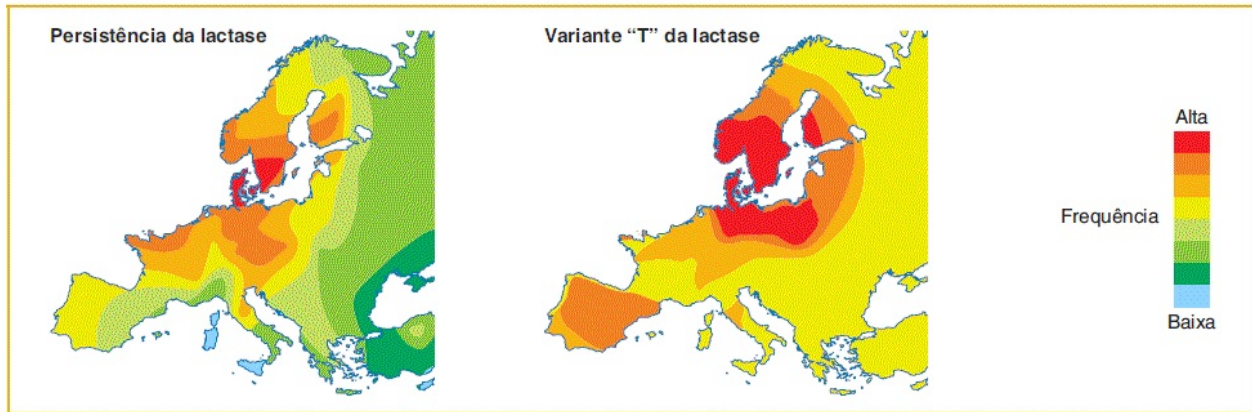 Persistência da lactase
Variante “T” da lactase
Alta
Frequência
Baixa